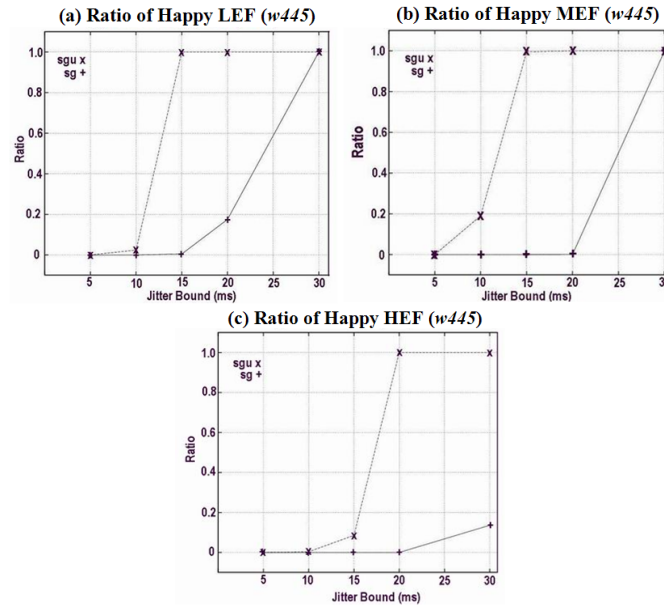 (a) Ratio of Happy LEF (w445)
sgu x
sg +
1.0
0.8
0.6
0.4
0.2
0
Ratio
5 10 15 20 25 30
Jitter Bound (ms)
(b) Ratio of Happy MEF (w445)
sgu x
sg +
1.0
0.8
0.6
0.4
0.2
0
Ratio
5 10 15 20 25 30
Jitter Bound (ms)
(c) Ratio of Happy HEF (w445)
sgu x
sg +
1.0
0.8
0.6
0.4
0.2
0
Ratio
5 10 15 20 25 30
Jitter Bound (ms)